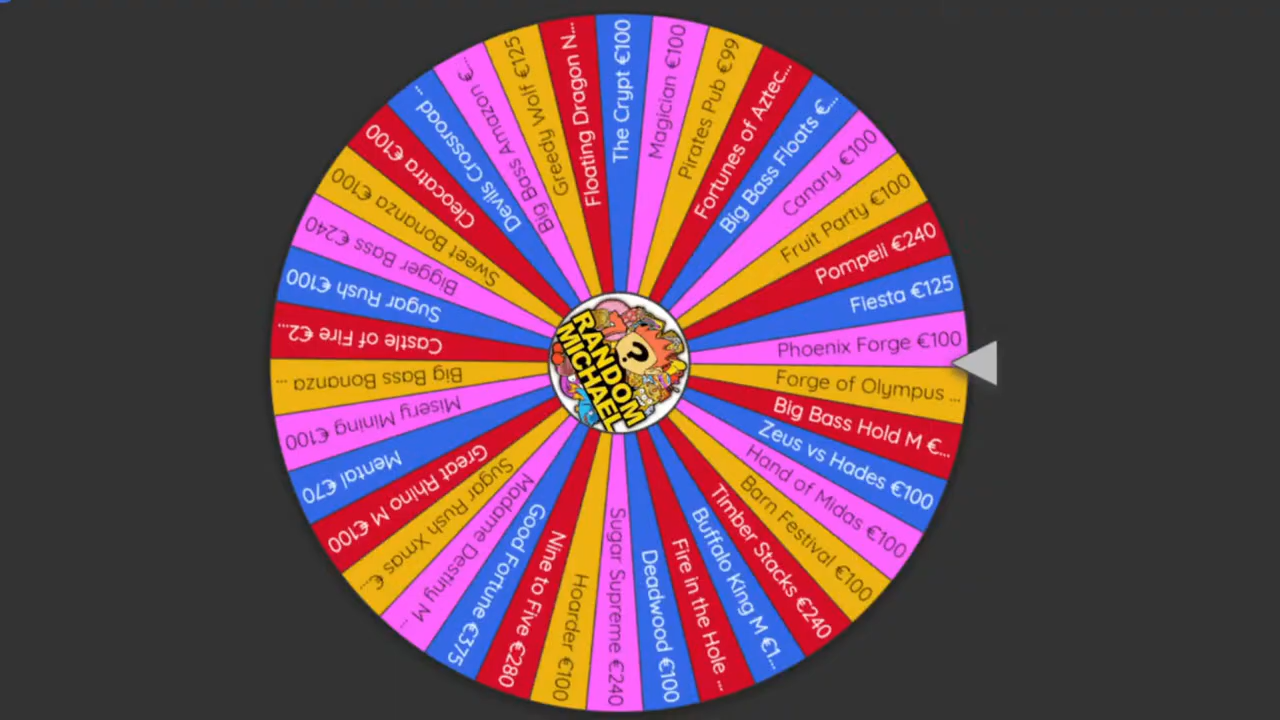 The Crypt €100
Magician €100
Pirates Pub €99
Fortunes of Aztec...
Big Bass Floats €...
Canary €100
Fruit Party €100
Pompeii €240
Fiesta €125
Phoenix Forge €100
Forge of Olympus ...
Big Bass Hold M €...
Zeus vs Hades €100
Hand of Midas €100
Barn Festival €100
Timber Stacks €240
Buffalo King M €1...
Fire in the Hole ...
Deadwood €100
Sugar Supreme €240
Hoarder €100
Nine to Five €280
Good Fortune €375
Madame Destiny M ...
Sugar Rush Xmas €...
Great Rhino M €100
Mental €70
Misery Mining €100
Big Bass Bonanza ...
Castle of Fire €2...
Sugar Rush €100
Bigger Bass €240
Sweet Bonanza €100
Cleocatra €100
Devils Crossroad ...
Big Bass Amazon €...
Greedy Wolf €125
Floating Dragon N...
RANDOM
MICHAEL
?